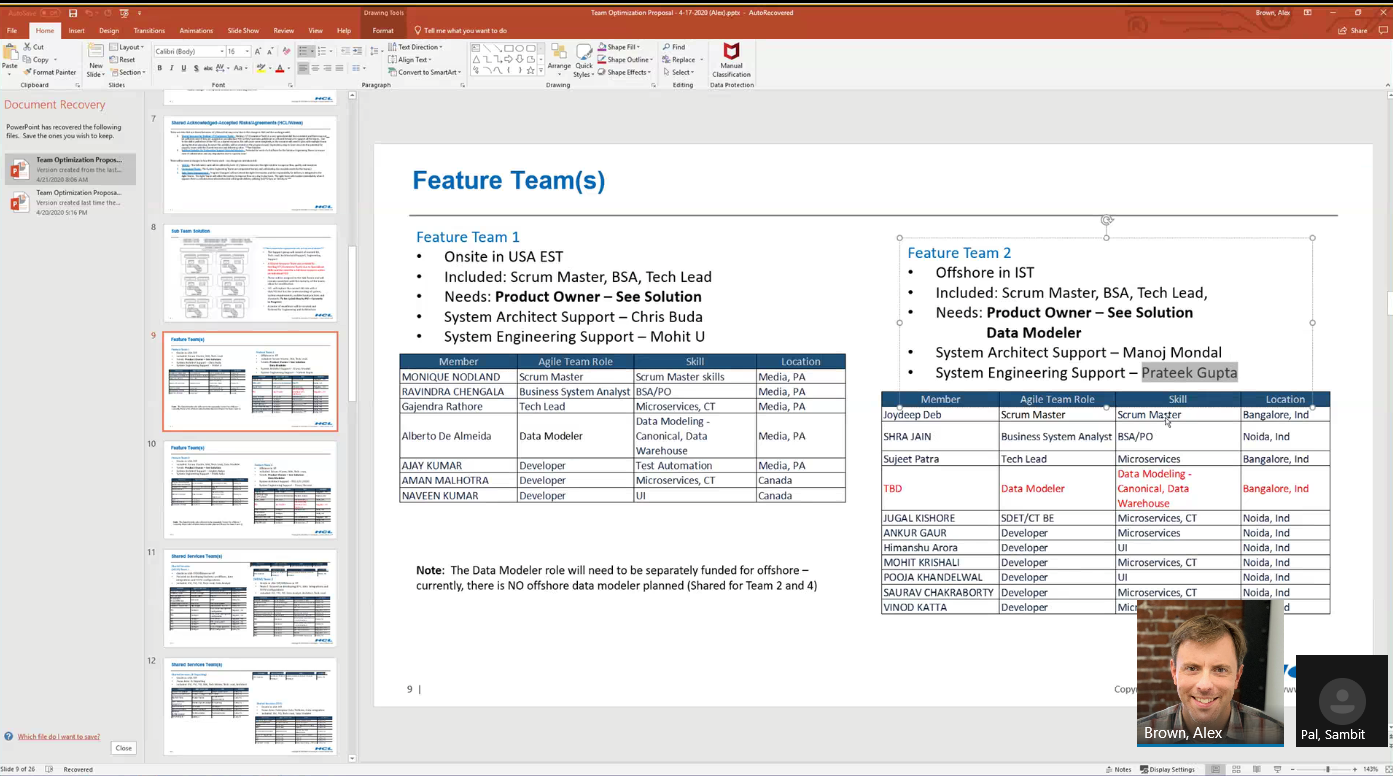 AutoSave
Drawing Tools
Team Optimization Proposal - 4-17-2020 (Alex).pptx - AutoRecovered
Brown, Alex
File Home Insert Design Transitions Animations Slide Show Review View Help Format Tell me what you want to do
Share
Paste
Cut
Copy
Format Painter
Clipboard
New
Slide
Layout
Reset
Section
Slides
Calibri (Body) 16
Font
Text Direction
Align Text
Convert to SmartArt
Paragraph
Arrange
Quick
Styles
Shape Fill
Shape Outline
Shape Effects
Drawing
Find
Replace
Select
Editing
Manual
Classification
Data Protection
Document Recovery
PowerPoint has recovered the following
files. Save the ones you wish to keep.
Team Optimization Propos...
Version created from the last...
4/21/2020 8:06 AM
Team Optimization Proposa...
Version created last time the...
4/20/2020 5:16 PM
Which file do I want to save?
Close
HCL
7
Shared Acknowledged-Accepted Risks/Agreements (HCL/Wawa)
HCL
8
Sub Team Solution
HCL
9
Feature Team(s)
HCL
10
Feature Team(s)
HCL
11
Shared Services Team(s)
HCL
12
Shared Services Team(s)
HCL
Feature Team(s)
Feature Team 1
• Onsite in USA EST
• Included: Scrum Master, BSA, Tech Lead
• Needs: Product Owner – See Solution
• System Architect Support – Chris Buda
• System Engineering Support – Mohit U
Member Agile Team Role Skill Location
MONIQUE NODLAND Scrum Master Scrum Master skills Media, PA
RAVINDRA CHENGALA Business System Analyst BSA/PO Media, PA
Gajendra Rathore Tech Lead Microservices, CT Media, PA
Alberto De Almeida Data Modeler Data Modeling -
Canonical, Data
Warehouse Media, PA
AJAY KUMAR Developer Test Automation Media, PA
AMAN MALHOTRA Developer Microservices, CT Canada
NAVEEN KUMAR Developer UI Canada
Note: The Data Modeler role will need to be separately funded for offshore –
currently, there is NO offshore data modeler planned (Shared for Team 2 and 4)
Feature Team 2
• Offshore in IST
• Included: Scrum Master, BSA, Tech Lead,
• Needs: Product Owner – See Solution
Data Modeler
System Architect Support – Manoj Mondal
System Engineering Support – Prateek Gupta
Member Agile Team Role Skill Location
Joydeep Deb Scrum Master Scrum Master Bangalore, Ind
SHRA JAIN Business System Analyst BSA/PO Noida, Ind
Sujeet Patra Tech Lead Microservices Bangalore, Ind
TBD Data Modeler Data Modeling -
Canonical, Data
Warehouse Bangalore, Ind
JUGAL KISHORE SDET/CT BE Microservices, CT Noida, Ind
ANKUR GAUR Developer Microservices Noida, Ind
Himanshu Arora Developer UI Noida, Ind
MOHIT KRISHALI Developer Microservices, CT Noida, Ind
POOJA KHANDELWAL Developer UI Noida, Ind
SAURAV CHAKRABORTY Developer Microservices, CT Noida, Ind
VINOD KATTA Developer
9 |
Brown, Alex
Pal, Sambit
Slide 9 of 26 Recovered
Notes Display Settings 143%